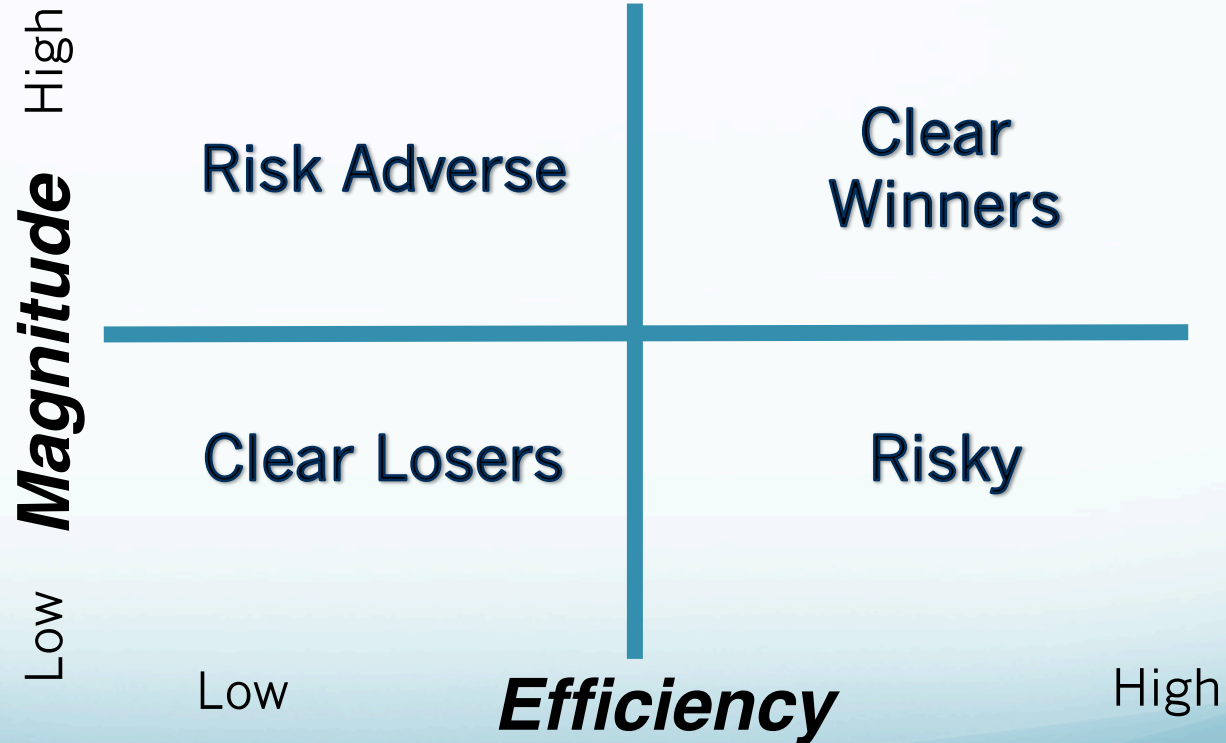 High
Magnitude
Low
Risk Adverse
Clear
Winners
Clear Losers
Risky
Low
Efficiency
High